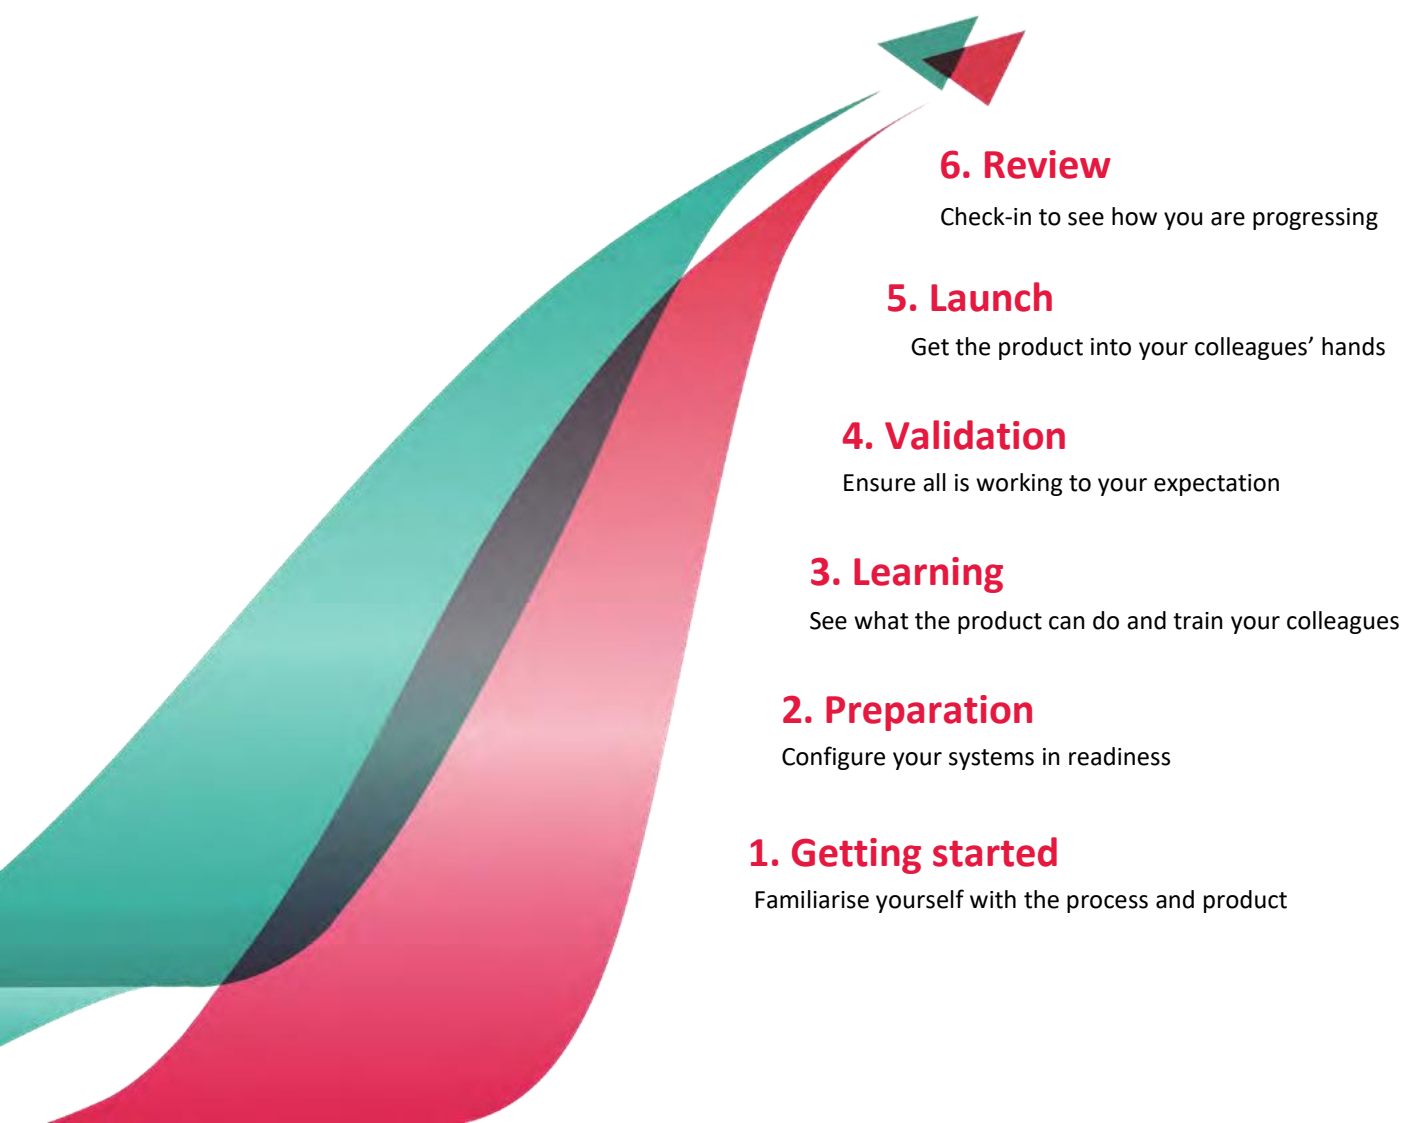 6. Review
Check-in to see how you are progressing
5. Launch
Get the product into your colleagues’ hands
4. Validation
Ensure all is working to your expectation
3. Learning
See what the product can do and train your colleagues
2. Preparation
Configure your systems in readiness
1. Getting started
Familiarise yourself with the process and product